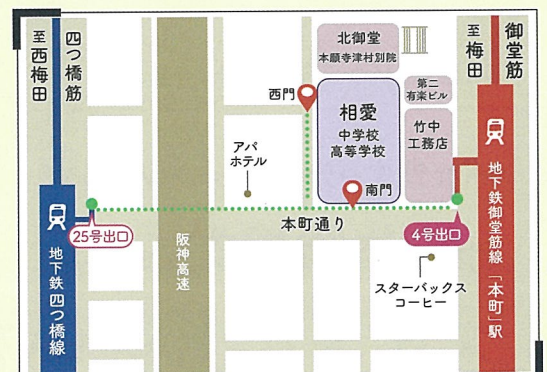 至西梅田
四つ橋筋
北御堂
本願寺津村別院
至梅田
御堂筋
西門
相愛
中学校
高等学校
第二
有楽ビル
竹中
工務店
アパ
ホテル
南門
25号出口
本町通り
4号出口
地下鉄四つ橋線
阪神高速
スターバックス
コーヒー
地下鉄御堂筋線「本町」駅